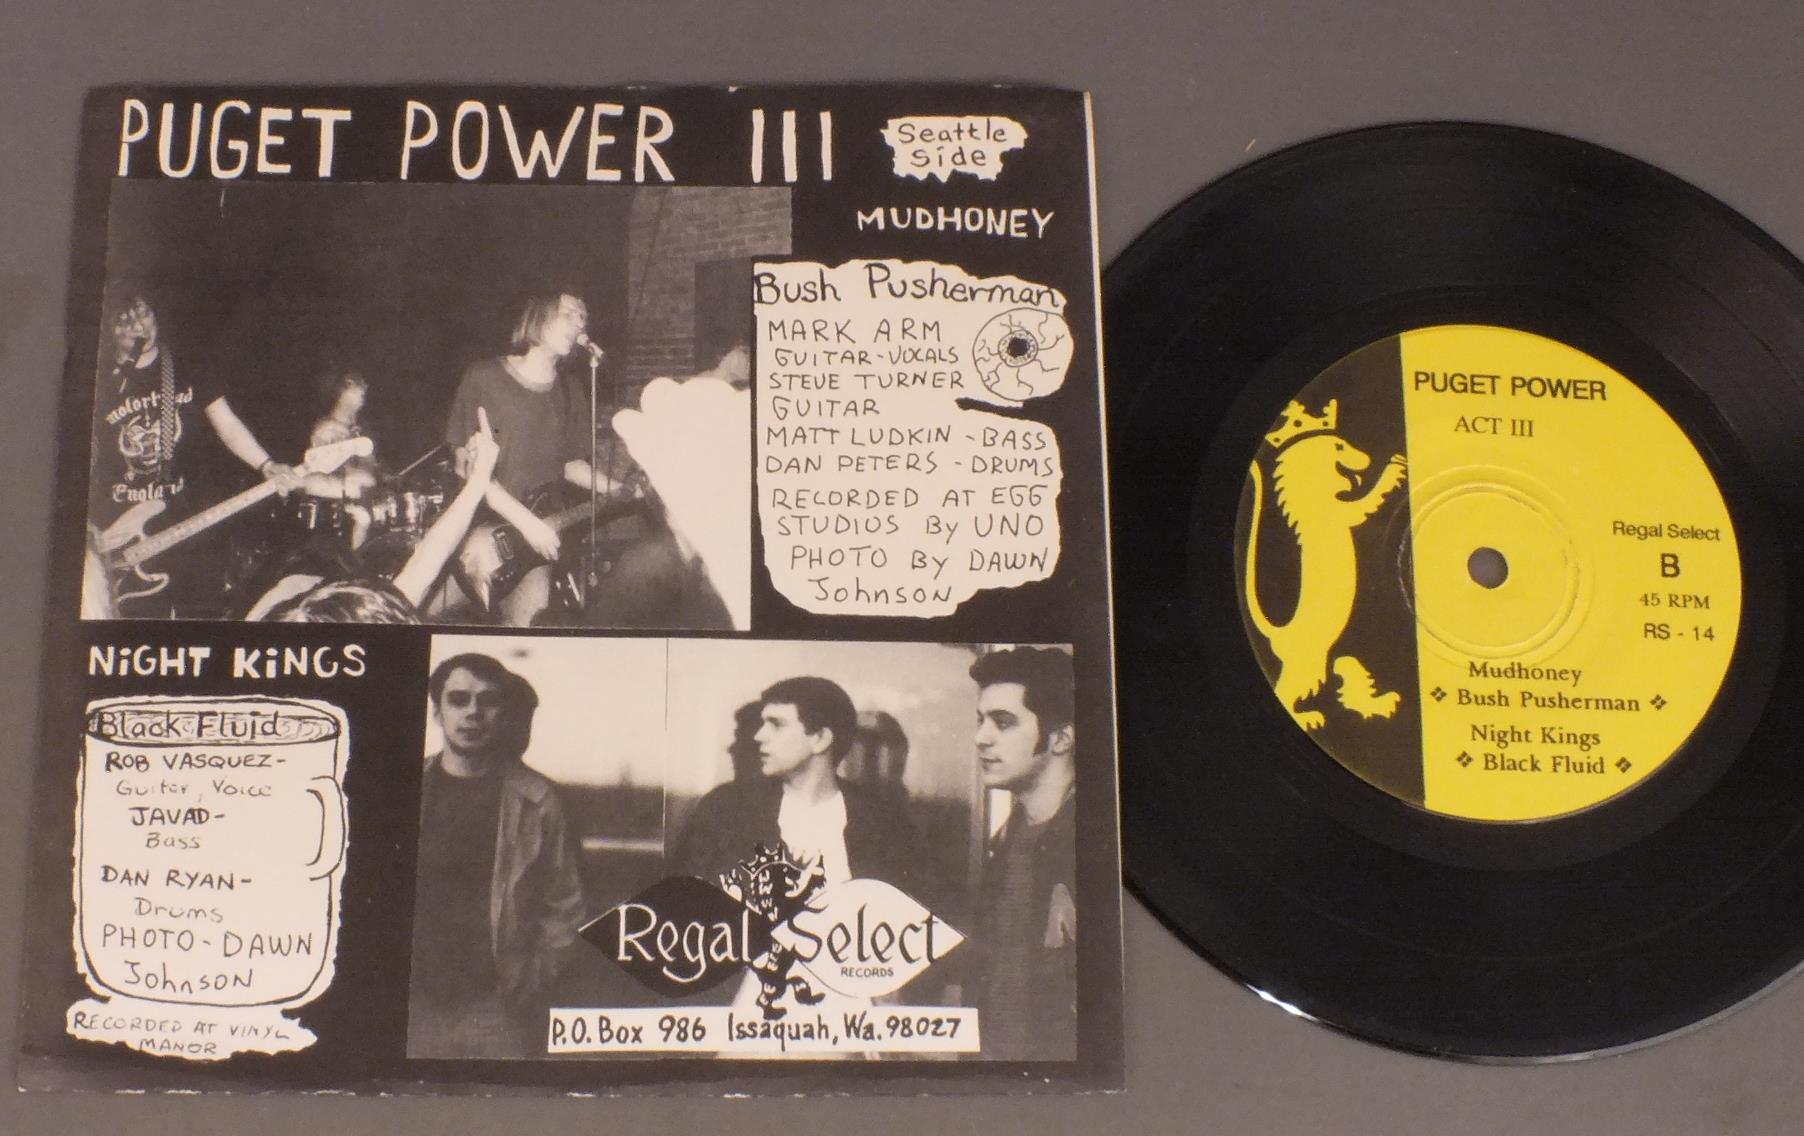 PUGET POWER III
Seattle
Side
MUDHONEY
Bush Pusherman
MARK ARM
GUITAR-VOCALS
STEVE TURNER
GUITAR
MATT LUDKIN - BASS
DAN PETERS - DRUMS
RECORDED AT EGG
STUDIOS By UNO
PHOTO By DAWN
Johnson
motorhead
England
NiGHT KiNGS
Black Fluid
ROB VASQUEZ-
Guitar, Voice
JAVAD-
Bass
DAN RYAN-
Drums
PHOTO-DAWN
Johnson
RECORDED AT VINYL
MANOR
Regal Select
RECORDS
P.O. Box 986 Issaquah, Wa. 98027
PUGET POWER
ACT III
Regal Select
B
45 RPM
RS - 14
Mudhoney
❖ Bush Pusherman ❖
Night Kings
❖ Black Fluid ❖